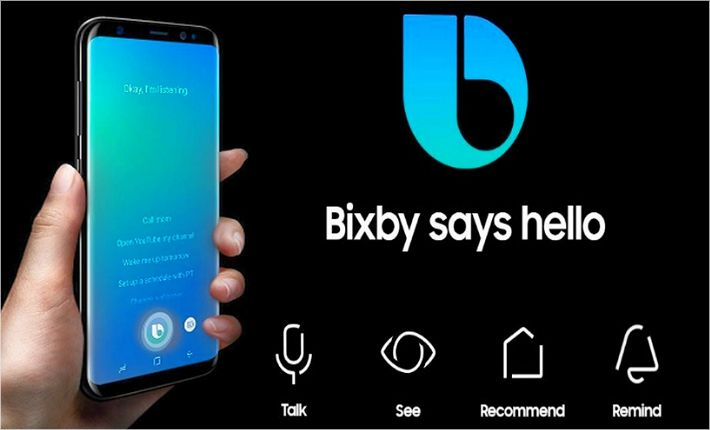 Okay, I'm listening
Call mom
Open YouTube my channel
Wake me up tomorrow
Set up a schedule with PT
Bixby says hello
Talk
See
Recommend
Remind